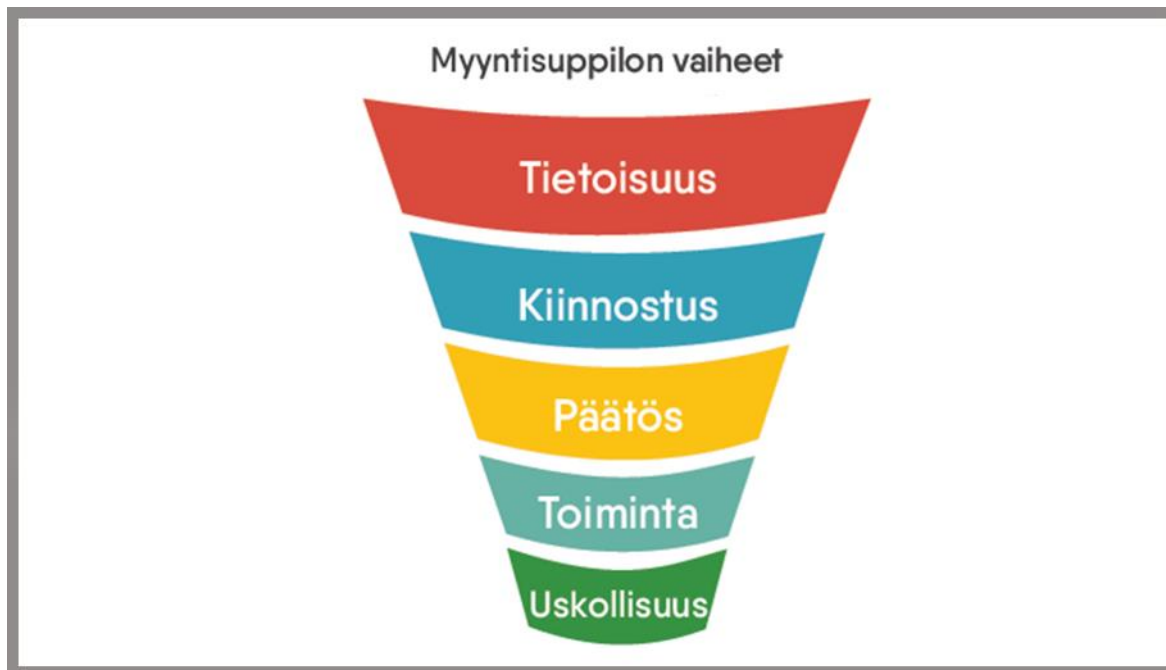 Myyntisuppilon vaiheet
Tietoisuus
Kiinnostus
Päätös
Toiminta
Uskollisuus